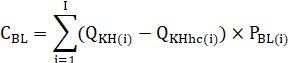 C_BL = ∑_{i=1}^{I} (Q_KH(i) − Q_KHhc(i)) × P_BL(i)